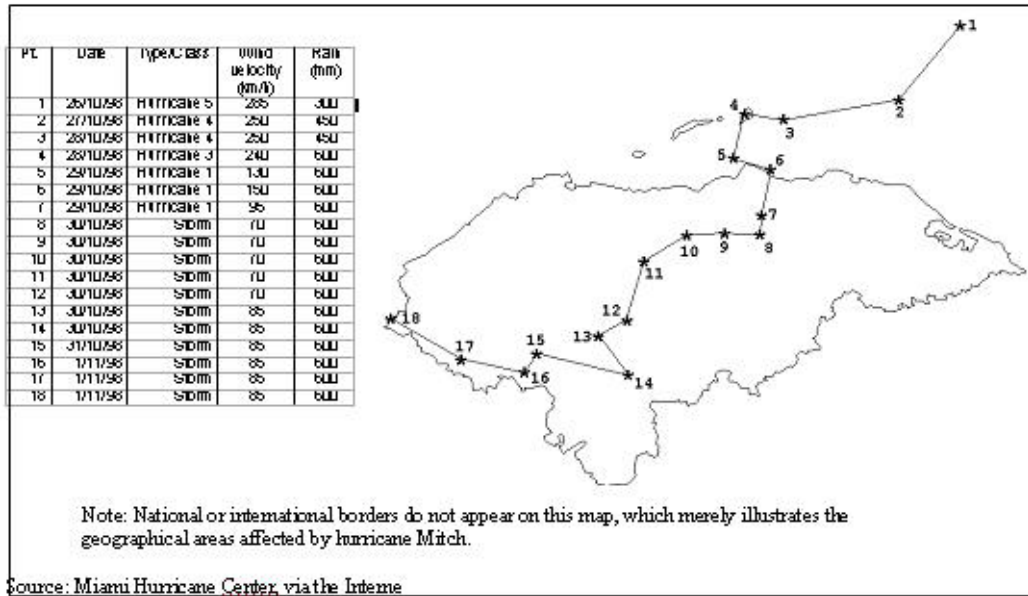 Pt. Date Type/Class Wind velocity (km/h) Rain (mm)
1 26/10/98 Hurricane 5 285 300
2 27/10/98 Hurricane 4 250 450
3 28/10/98 Hurricane 4 250 450
4 28/10/98 Hurricane 3 240 600
5 29/10/98 Hurricane 1 130 600
6 29/10/98 Hurricane 1 150 600
7 29/10/98 Hurricane 1 95 600
8 30/10/98 Storm 70 600
9 30/10/98 Storm 70 600
10 30/10/98 Storm 70 600
11 30/10/98 Storm 70 600
12 30/10/98 Storm 70 600
13 30/10/98 Storm 85 600
14 30/10/98 Storm 85 600
15 31/10/98 Storm 85 600
16 1/11/98 Storm 85 600
17 1/11/98 Storm 85 600
18 1/11/98 Storm 85 600
1
2
4
3
5
6
7
10 9 8
11
12
18
13
17 15
16 14
Note: National or international borders do not appear on this map, which merely illustrates the
geographical areas affected by hurricane Mitch.
Source: Miami Hurricane Center, via the Interne